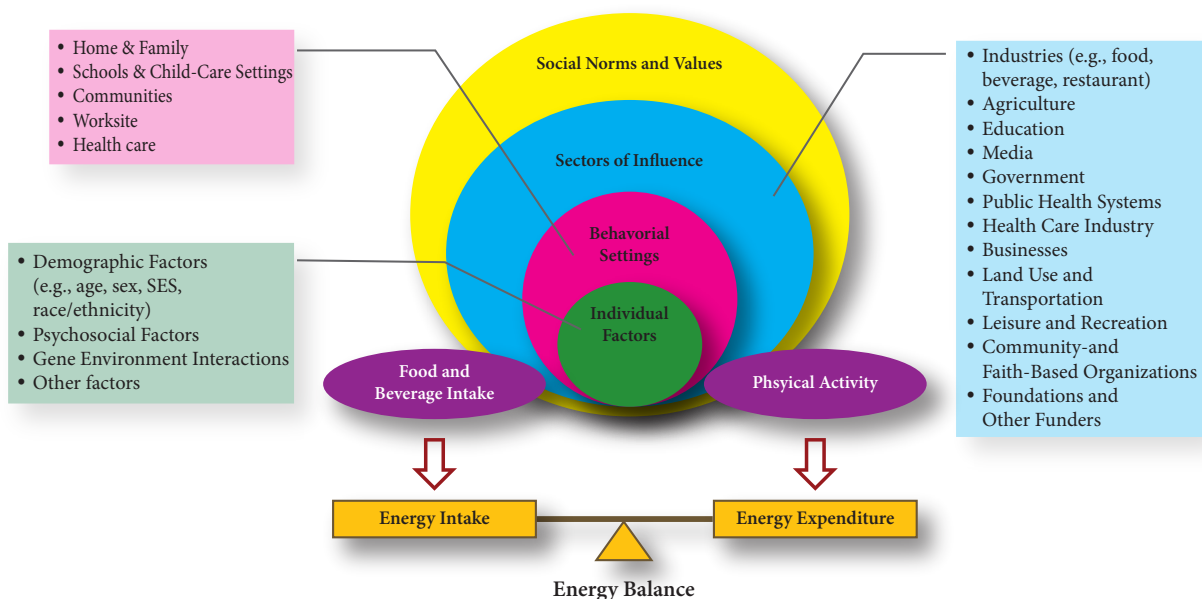 • Home & Family
• Schools & Child-Care Settings
• Communities
• Worksite
• Health care
• Demographic Factors
(e.g., age, sex, SES,
race/ethnicity)
• Psychosocial Factors
• Gene Environment Interactions
• Other factors
Social Norms and Values
Sectors of Influence
Behavorial
Settings
Individual
Factors
Food and
Beverage Intake
Phsyical Activity
• Industries (e.g., food,
beverage, restaurant)
• Agriculture
• Education
• Media
• Government
• Public Health Systems
• Health Care Industry
• Businesses
• Land Use and
Transportation
• Leisure and Recreation
• Community-and
Faith-Based Organizations
• Foundations and
Other Funders
Energy Intake
Energy Expenditure
Energy Balance